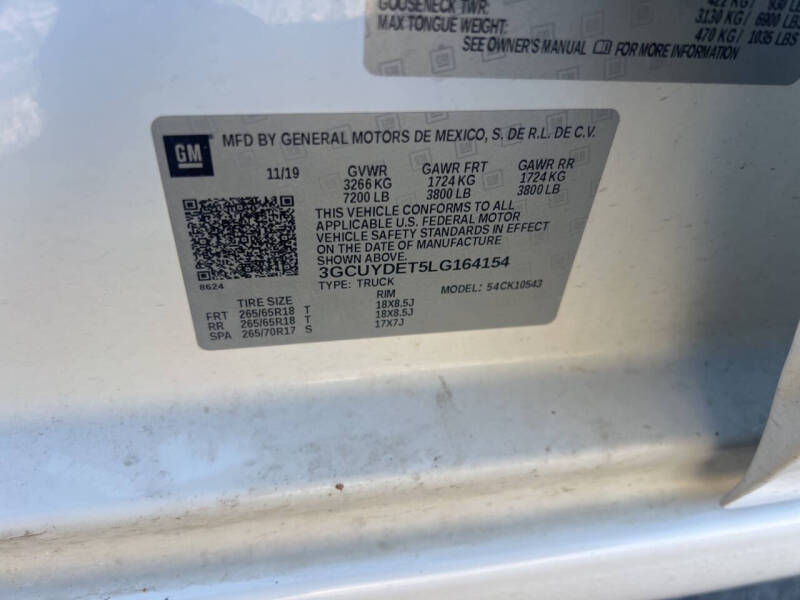 GOOSENECK TWR: 422 KG / 930 LB
MAX TONGUE WEIGHT: 3130 KG / 6900 LBS
470 KG / 1035 LBS
SEE OWNER'S MANUAL FOR MORE INFORMATION
GM MFD BY GENERAL MOTORS DE MEXICO, S. DE R.L. DE C.V.
11/19 GVWR GAWR FRT GAWR RR
3266 KG 1724 KG 1724 KG
7200 LB 3800 LB 3800 LB
THIS VEHICLE CONFORMS TO ALL
APPLICABLE U.S. FEDERAL MOTOR
VEHICLE SAFETY STANDARDS IN EFFECT
ON THE DATE OF MANUFACTURE
SHOWN ABOVE.
3GCUYDET5LG164154
8624
TYPE: TRUCK MODEL: 54CK10543
TIRE SIZE RIM
FRT 265/65R18 T 18X8.5J
RR 265/65R18 T 18X8.5J
SPA 265/70R17 S 17X7J